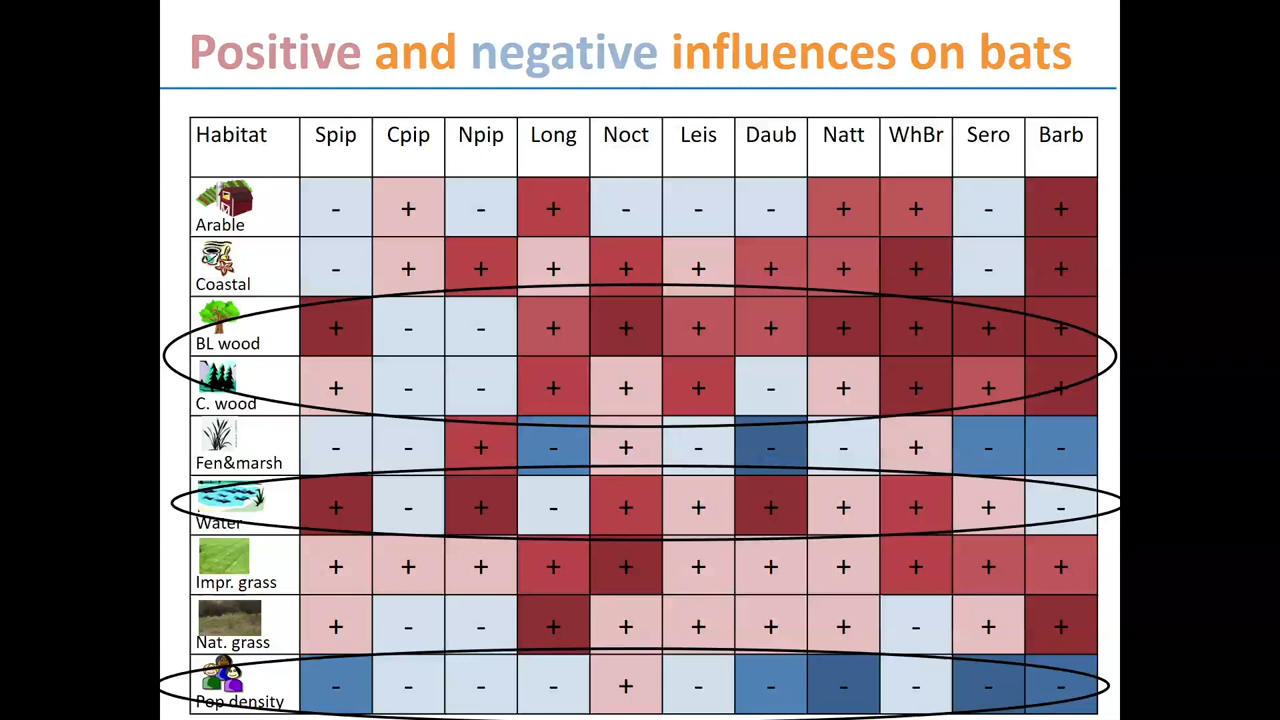 Positive and negative influences on bats
Habitat Spip Cpip Npip Long Noct Leis Daub Natt WhBr Sero Barb
Arable - + - + - - - + + - +
Coastal - + + + + + + + + - +
BL wood + - - + + + + + + + +
C. wood + - - + + + - + + + +
Fen&marsh - - + - + - - - + - -
Water + - + - + + + + + + -
Impr. grass + + + + + + + + + + +
Nat. grass + - - + + + + + - + +
Pop density - - - - + - - - - - -